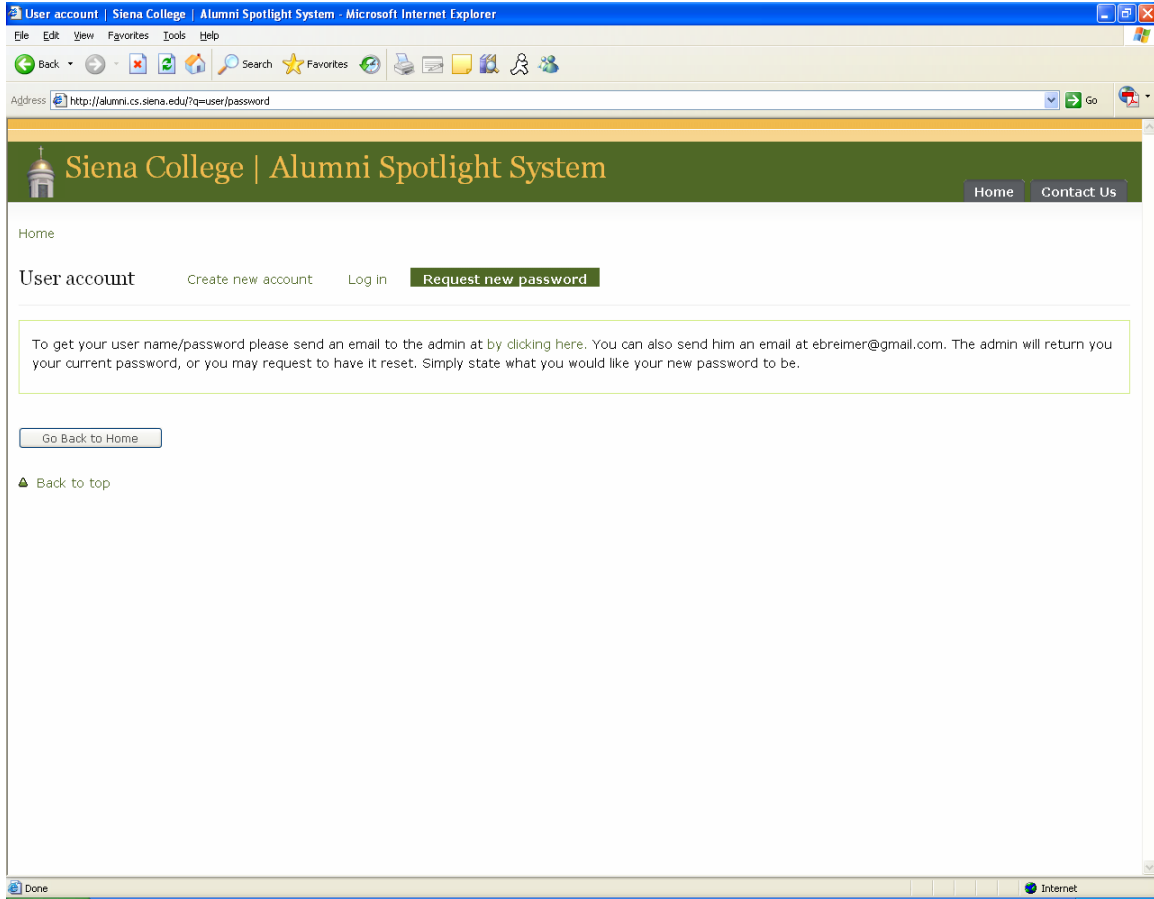 User account | Siena College | Alumni Spotlight System - Microsoft Internet Explorer
File Edit View Favorites Tools Help
Back Search Favorites
Address http://alumni.cs.siena.edu/?q=user/password Go
Siena College | Alumni Spotlight System
Home Contact Us
Home
User account Create new account Log in Request new password
To get your user name/password please send an email to the admin at by clicking here. You can also send him an email at ebreimer@gmail.com. The admin will return you
your current password, or you may request to have it reset. Simply state what you would like your new password to be.
Go Back to Home
Back to top
Done Internet